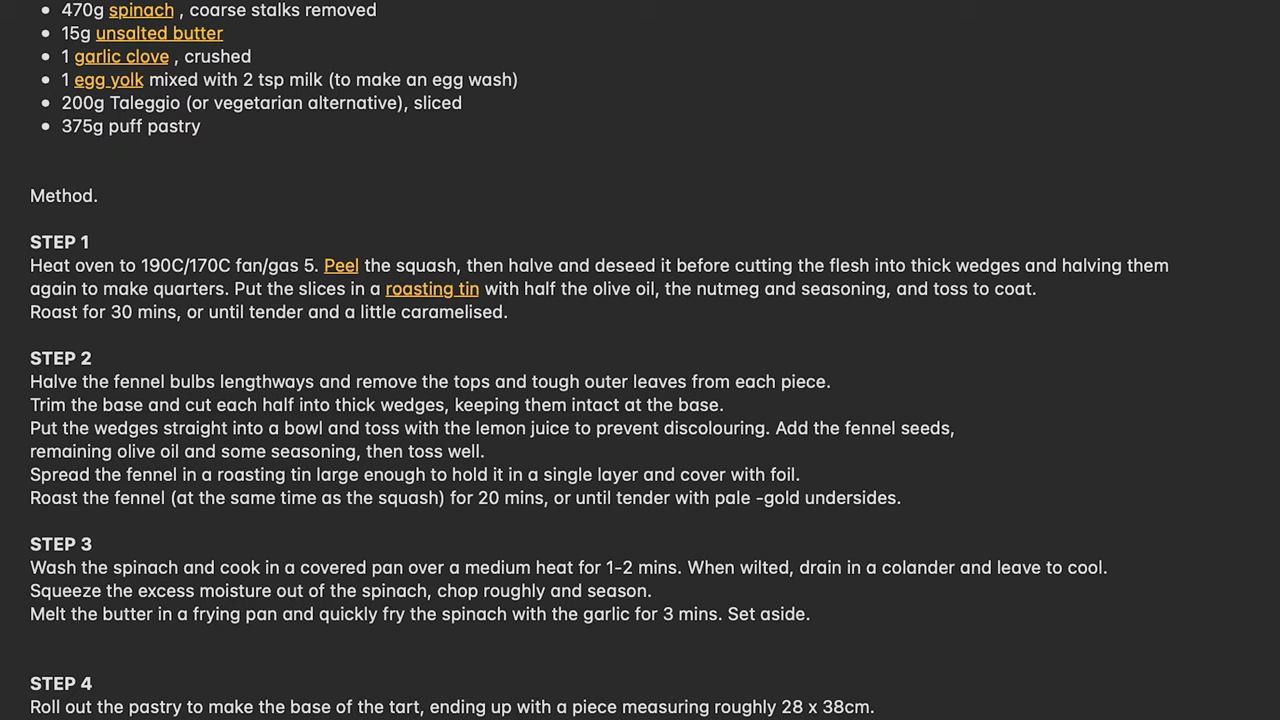 • 470g spinach , coarse stalks removed
• 15g unsalted butter
• 1 garlic clove , crushed
• 1 egg yolk mixed with 2 tsp milk (to make an egg wash)
• 200g Taleggio (or vegetarian alternative), sliced
• 375g puff pastry
Method.
STEP 1
Heat oven to 190C/170C fan/gas 5. Peel the squash, then halve and deseed it before cutting the flesh into thick wedges and halving them
again to make quarters. Put the slices in a roasting tin with half the olive oil, the nutmeg and seasoning, and toss to coat.
Roast for 30 mins, or until tender and a little caramelised.
STEP 2
Halve the fennel bulbs lengthways and remove the tops and tough outer leaves from each piece.
Trim the base and cut each half into thick wedges, keeping them intact at the base.
Put the wedges straight into a bowl and toss with the lemon juice to prevent discolouring. Add the fennel seeds,
remaining olive oil and some seasoning, then toss well.
Spread the fennel in a roasting tin large enough to hold it in a single layer and cover with foil.
Roast the fennel (at the same time as the squash) for 20 mins, or until tender with pale -gold undersides.
STEP 3
Wash the spinach and cook in a covered pan over a medium heat for 1-2 mins. When wilted, drain in a colander and leave to cool.
Squeeze the excess moisture out of the spinach, chop roughly and season.
Melt the butter in a frying pan and quickly fry the spinach with the garlic for 3 mins. Set aside.
STEP 4
Roll out the pastry to make the base of the tart, ending up with a piece measuring roughly 28 x 38cm.